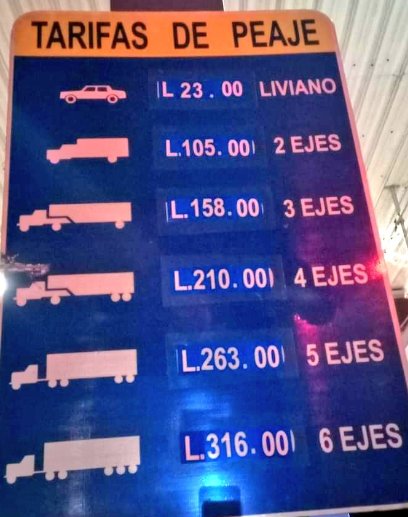 TARIFAS DE PEAJE
L 23.00 LIVIANO
L.105.00 2 EJES
L.158.00 3 EJES
L.210.00 4 EJES
L.263.00 5 EJES
L.316.00 6 EJES